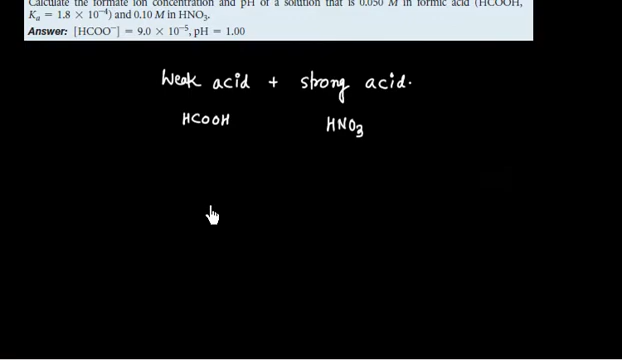 Calculate the formate ion concentration and pH of a solution that is 0.050 M in formic acid (HCOOH,
Kₐ = 1.8 × 10⁻⁴) and 0.10 M in HNO₃.
Answer: [HCOO⁻] = 9.0 × 10⁻⁵, pH = 1.00
Weak acid + strong acid.
HCOOH HNO₃